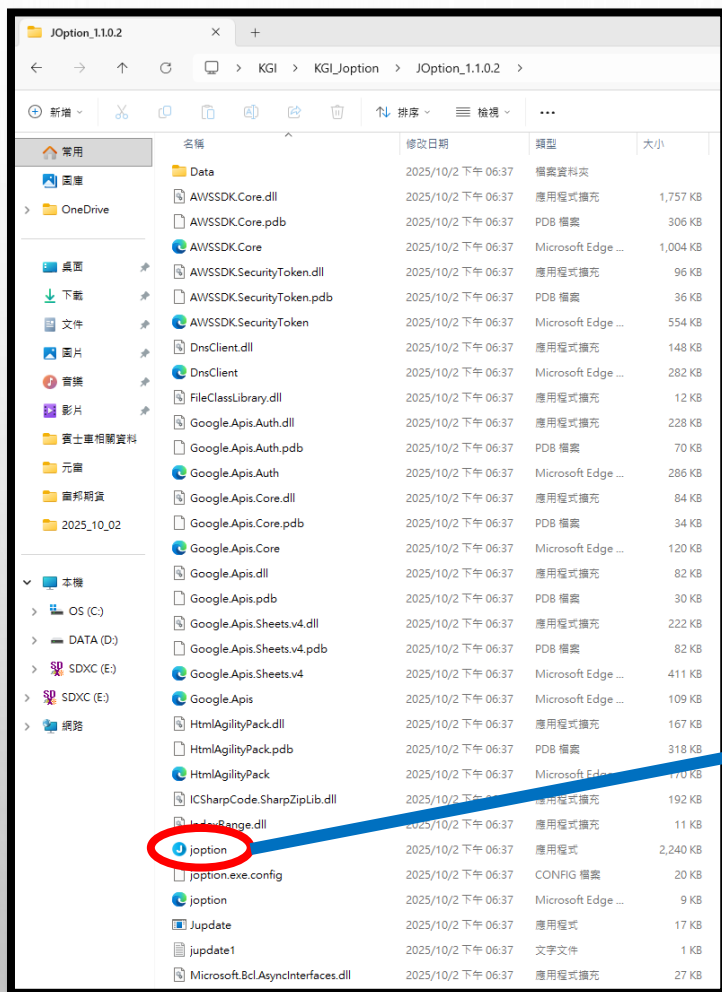 JOption_1.1.0.2
KGI > KGI_Joption > JOption_1.1.0.2 >
新增 排序 檢視
名稱 修改日期 類型 大小
常用
圖庫
OneDrive
桌面
下載
文件
圖片
音樂
影片
賓士車相關資料
元富
富邦期貨
2025_10_02
本機
OS (C:)
DATA (D:)
SDXC (E:)
SDXC (E:)
網路
Data 2025/10/2 下午 06:37 檔案資料夾
AWSSDK.Core.dll 2025/10/2 下午 06:37 應用程式擴充 1,757 KB
AWSSDK.Core.pdb 2025/10/2 下午 06:37 PDB 檔案 306 KB
AWSSDK.Core 2025/10/2 下午 06:37 Microsoft Edge ... 1,004 KB
AWSSDK.SecurityToken.dll 2025/10/2 下午 06:37 應用程式擴充 96 KB
AWSSDK.SecurityToken.pdb 2025/10/2 下午 06:37 PDB 檔案 36 KB
AWSSDK.SecurityToken 2025/10/2 下午 06:37 Microsoft Edge ... 554 KB
DnsClient.dll 2025/10/2 下午 06:37 應用程式擴充 148 KB
DnsClient 2025/10/2 下午 06:37 Microsoft Edge ... 282 KB
FileClassLibrary.dll 2025/10/2 下午 06:37 應用程式擴充 12 KB
Google.Apis.Auth.dll 2025/10/2 下午 06:37 應用程式擴充 228 KB
Google.Apis.Auth.pdb 2025/10/2 下午 06:37 PDB 檔案 70 KB
Google.Apis.Auth 2025/10/2 下午 06:37 Microsoft Edge ... 286 KB
Google.Apis.Core.dll 2025/10/2 下午 06:37 應用程式擴充 84 KB
Google.Apis.Core.pdb 2025/10/2 下午 06:37 PDB 檔案 34 KB
Google.Apis.Core 2025/10/2 下午 06:37 Microsoft Edge ... 120 KB
Google.Apis.dll 2025/10/2 下午 06:37 應用程式擴充 82 KB
Google.Apis.pdb 2025/10/2 下午 06:37 PDB 檔案 30 KB
Google.Apis.Sheets.v4.dll 2025/10/2 下午 06:37 應用程式擴充 222 KB
Google.Apis.Sheets.v4.pdb 2025/10/2 下午 06:37 PDB 檔案 82 KB
Google.Apis.Sheets.v4 2025/10/2 下午 06:37 Microsoft Edge ... 411 KB
Google.Apis 2025/10/2 下午 06:37 Microsoft Edge ... 109 KB
HtmlAgilityPack.dll 2025/10/2 下午 06:37 應用程式擴充 167 KB
HtmlAgilityPack.pdb 2025/10/2 下午 06:37 PDB 檔案 318 KB
HtmlAgilityPack 2025/10/2 下午 06:37 Microsoft Edge 170 KB
ICSharpCode.SharpZipLib.dll 2025/10/2 下午 06:37 應用程式擴充 192 KB
IndexRange.dll 2025/10/2 下午 06:37 應用程式擴充 11 KB
joption 2025/10/2 下午 06:37 應用程式 2,240 KB
joption.exe.config 2025/10/2 下午 06:37 CONFIG 檔案 20 KB
joption 2025/10/2 下午 06:37 Microsoft Edge ... 9 KB
Jupdate 2025/10/2 下午 06:37 應用程式 17 KB
jupdate1 2025/10/2 下午 06:37 文字文件 1 KB
Microsoft.Bcl.AsyncInterfaces.dll 2025/10/2 下午 06:37 應用程式擴充 27 KB